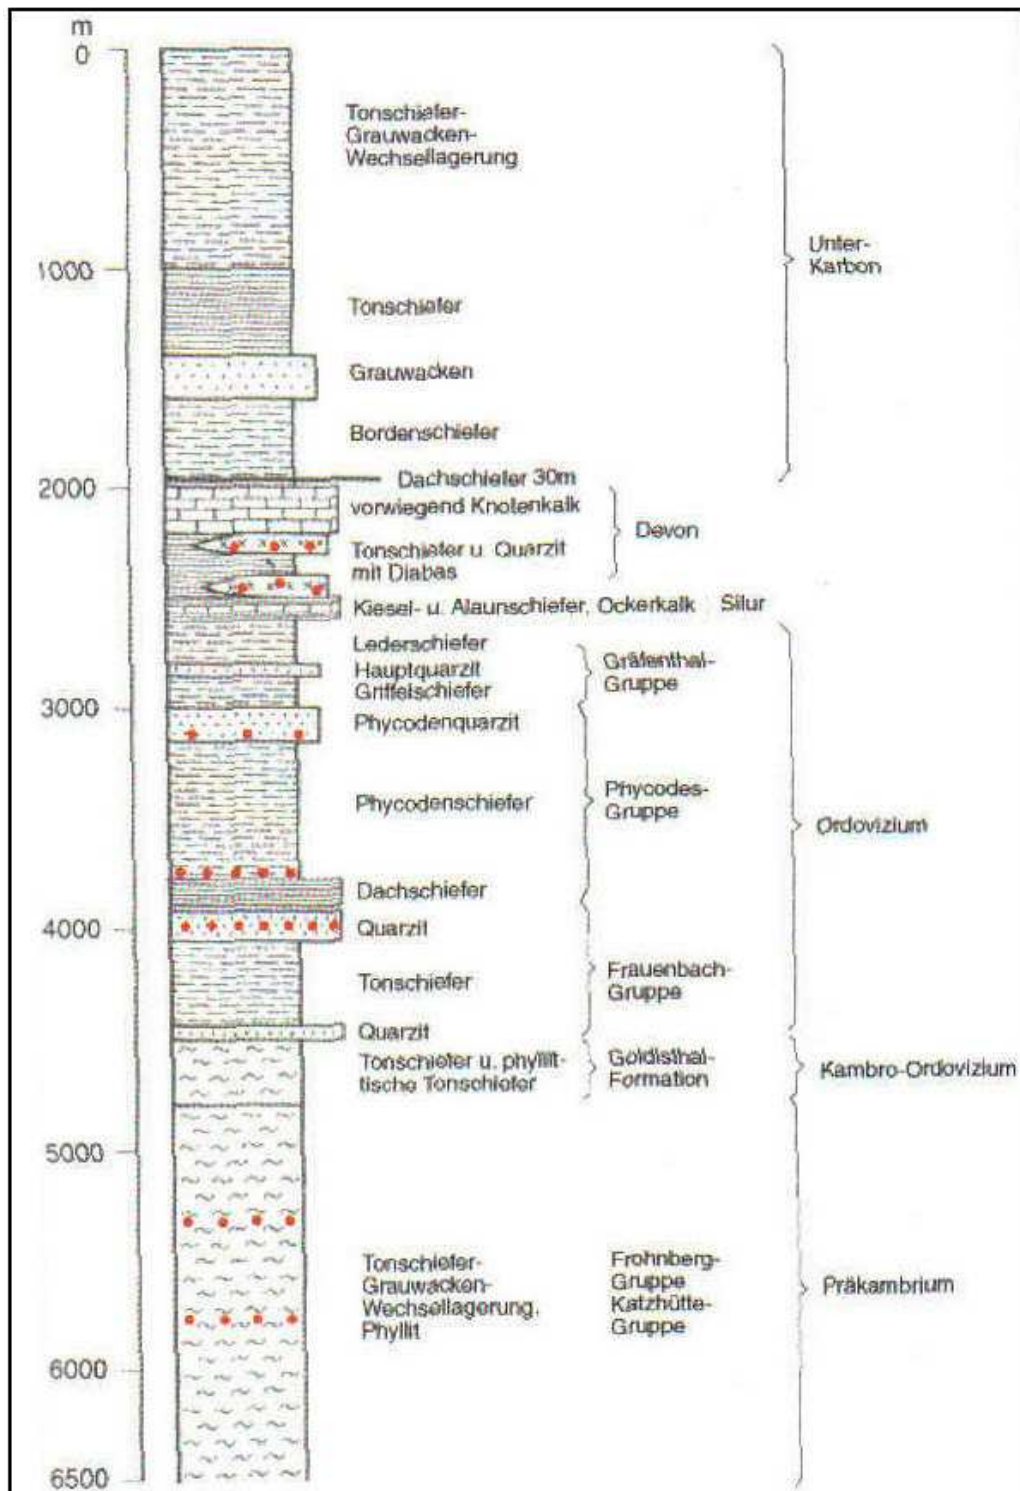 m
0
Tonschiefer-
Grauwacken-
Wechsellagerung
Unter-
Karbon
1000
Tonschiefer
Grauwacken
Bordenschiefer
Dachschiefer 30m
2000
vorwiegend Knotenkalk
Devon
Tonschiefer u. Quarzit
mit Diabas
Kiesel- u. Alaunschiefer, Ockerkalk Silur
Lederschiefer
Hauptquarzit
Griffelschiefer
Gräfenthal-
Gruppe
3000
Phycodenquarzit
Phycodenschiefer
Phycodes-
Gruppe
Ordovizium
Dachschiefer
4000
Quarzit
Tonschiefer
Frauenbach-
Gruppe
Quarzit
Tonschiefer u. phyllit-
tische Tonschiefer
Goldisthal-
Formation
Kambro-Ordovizium
5000
Tonschiefer-
Grauwacken-
Wechsellagerung,
Phyllit
Frohnberg-
Gruppe
Katzhütte-
Gruppe
Präkambrium
6000
6500